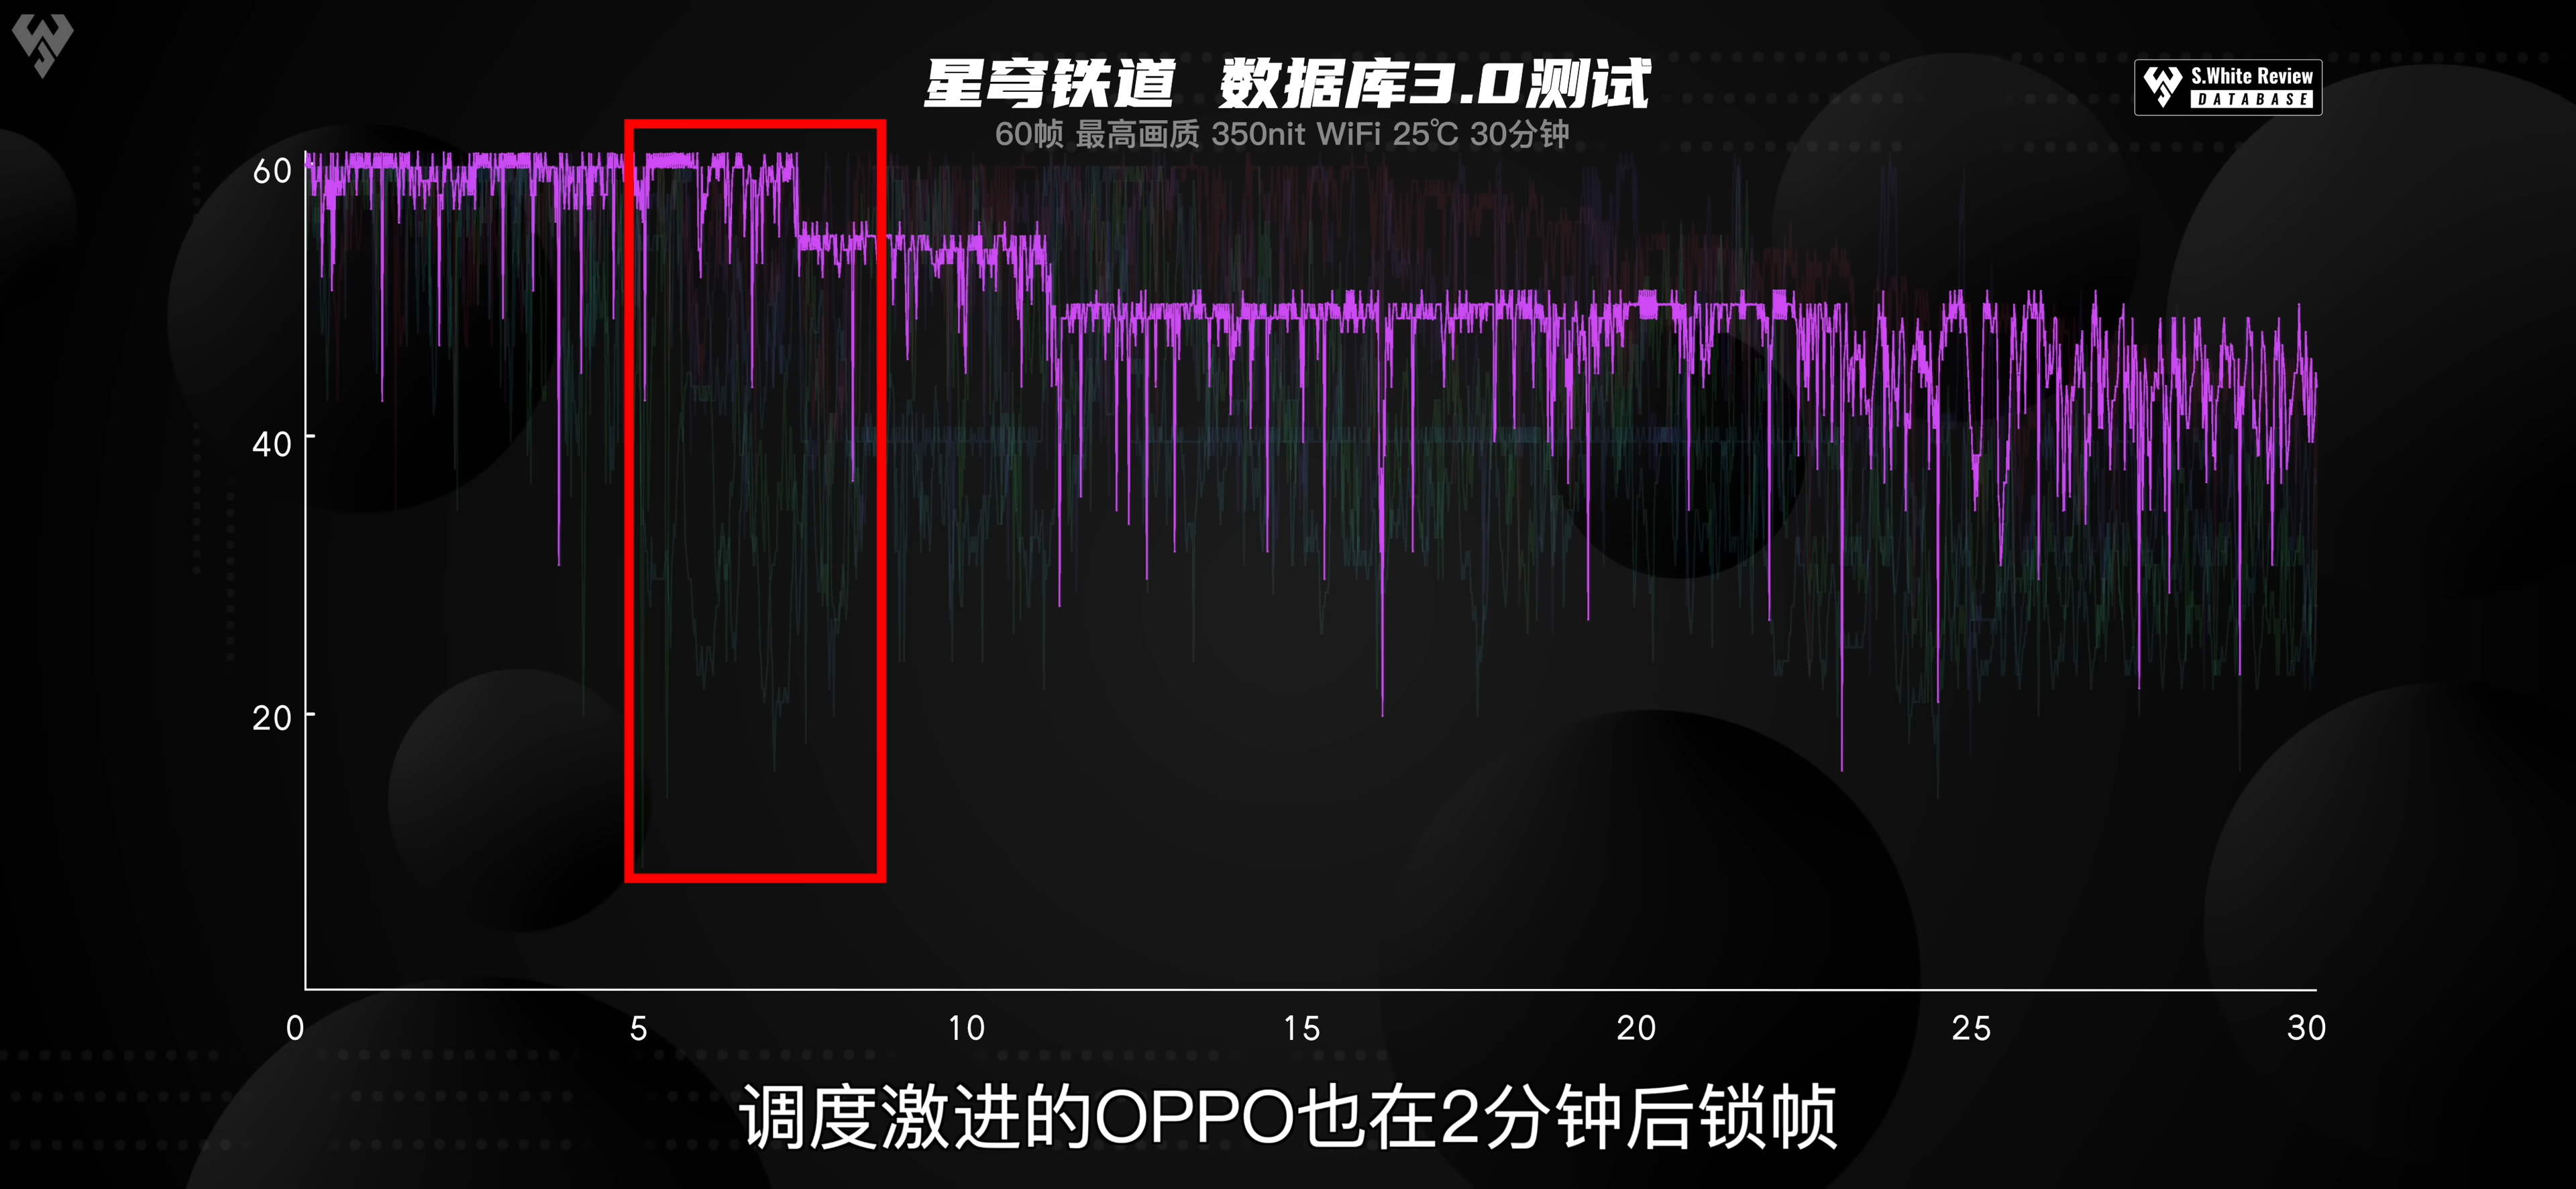 星穹铁道 数据库3.0测试
S.White Review
DATABASE
60帧 最高画质 350nit WiFi 25℃ 30分钟
60
40
20
0 5 10 15 20 25 30
调度激进的OPPO也在2分钟后锁帧